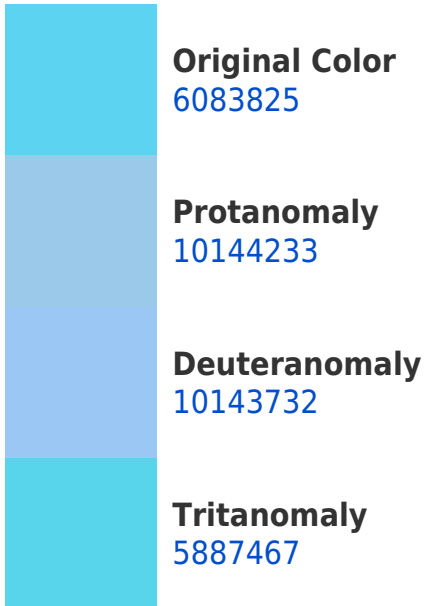 Original Color
6083825
Protanomaly
10144233
Deuteranomaly
10143732
Tritanomaly
5887467